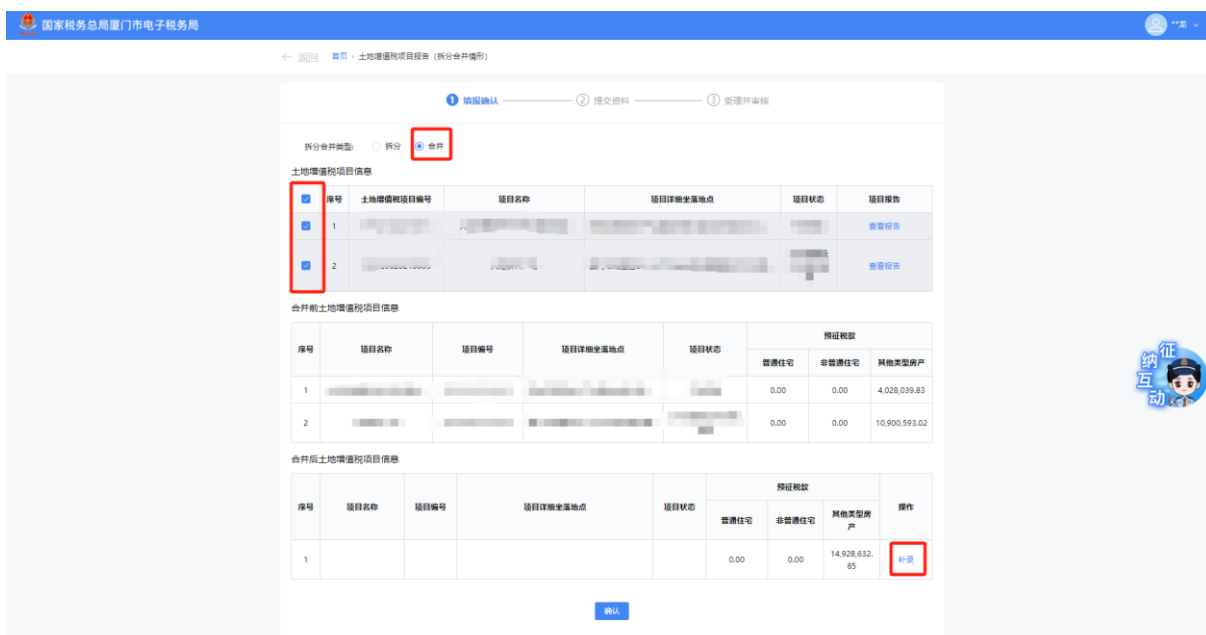 国家税务总局厦门市电子税务局
**龙
返回 首页 › 土地增值税项目报告（拆分合并情形）
1 填报确认 2 提交资料 3 受理并审核
拆分合并类型: 拆分 合并
土地增值税项目信息
序号 土地增值税项目编号 项目名称 项目详细坐落地点 项目状态 项目报告
1 查看报告
2 查看报告
合并前土地增值税项目信息
序号 项目名称 项目编号 项目详细坐落地点 项目状态 预征税款
普通住宅 非普通住宅 其他类型房产
1 0.00 0.00 4,028,039.83
2 0.00 0.00 10,900,593.02
合并后土地增值税项目信息
序号 项目名称 项目编号 项目详细坐落地点 项目状态 预征税款 操作
普通住宅 非普通住宅 其他类型房
产
1 0.00 0.00 14,928,632.
85 补录
确认
征纳互动